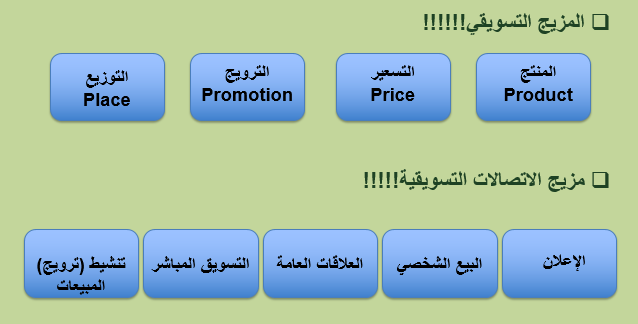 المزيج التسويقي!!!!!!
المنتج
Product
التسعير
Price
الترويج
Promotion
التوزيع
Place
مزيج الاتصالات التسويقية!!!!!
الإعلان
البيع الشخصي
العلاقات العامة
التسويق المباشر
تنشيط (ترويج)
المبيعات